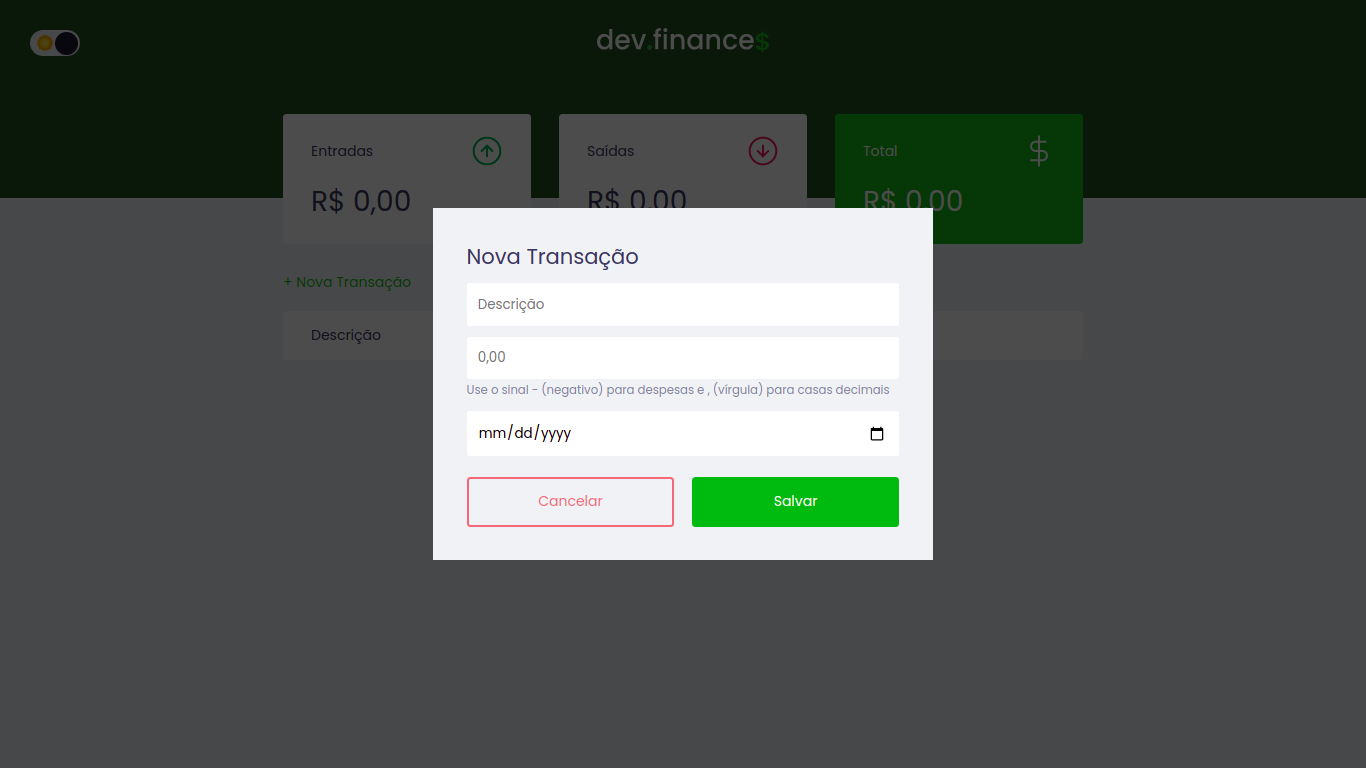 dev.finance$
Entradas
Saídas
Total
R$ 0,00
R$ 0,00
R$ 0,00
Nova Transação
+ Nova Transação
Descrição
Descrição
0,00
Use o sinal - (negativo) para despesas e , (vírgula) para casas decimais
mm/dd/yyyy
Cancelar
Salvar